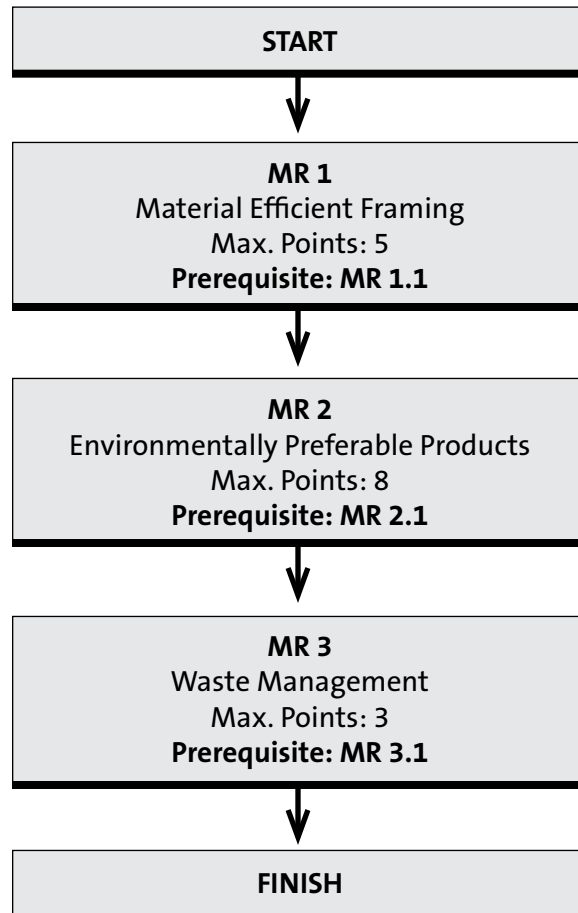 START
MR 1
Material Efficient Framing
Max. Points: 5
Prerequisite: MR 1.1
MR 2
Environmentally Preferable Products
Max. Points: 8
Prerequisite: MR 2.1
MR 3
Waste Management
Max. Points: 3
Prerequisite: MR 3.1
FINISH